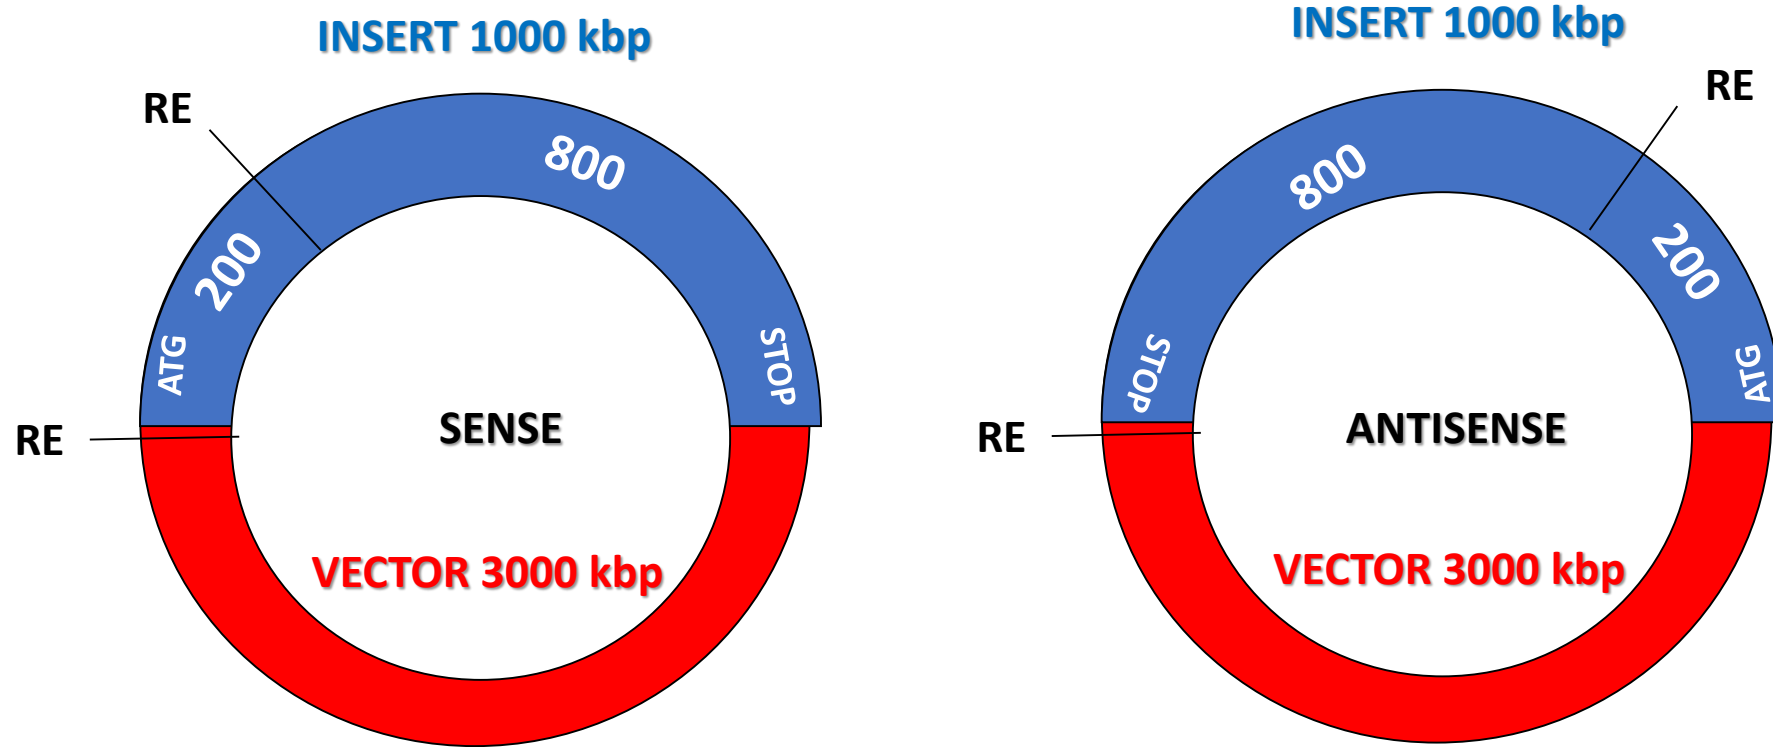 INSERT 1000 kbp
RE
800
200
ATG
STOP
RE
SENSE
VECTOR 3000 kbp
INSERT 1000 kbp
RE
800
200
STOP
ATG
RE
ANTISENSE
VECTOR 3000 kbp